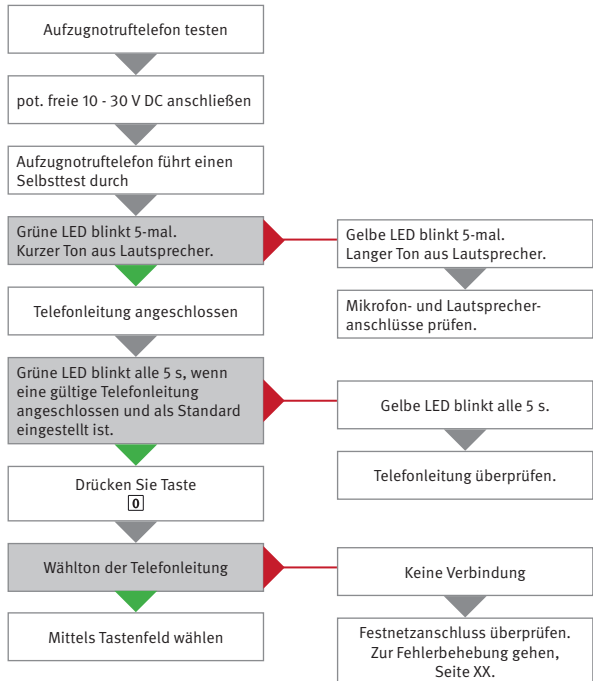 Aufzugnotruftelefon testen
pot. freie 10 - 30 V DC anschließen
Aufzugnotruftelefon führt einen
Selbsttest durch
Grüne LED blinkt 5-mal.
Kurzer Ton aus Lautsprecher.
Gelbe LED blinkt 5-mal.
Langer Ton aus Lautsprecher.
Mikrofon- und Lautsprecher-
anschlüsse prüfen.
Telefonleitung angeschlossen
Grüne LED blinkt alle 5 s, wenn
eine gültige Telefonleitung
angeschlossen und als Standard
eingestellt ist.
Gelbe LED blinkt alle 5 s.
Telefonleitung überprüfen.
Drücken Sie Taste
0
Wählton der Telefonleitung
Keine Verbindung
Mittels Tastenfeld wählen
Festnetzanschluss überprüfen.
Zur Fehlerbehebung gehen,
Seite XX.